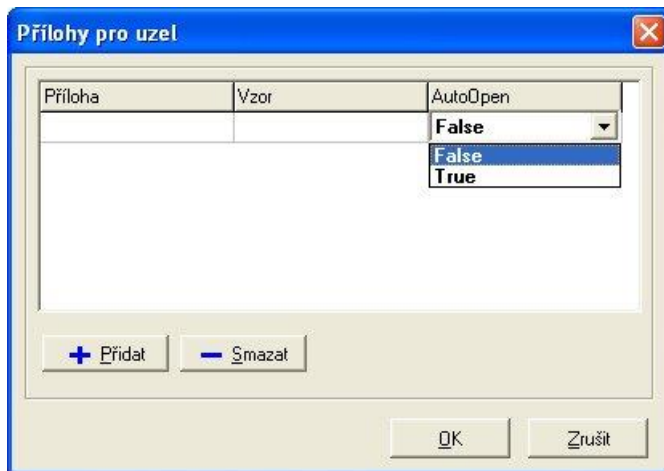 Přílohy pro uzel
Příloha Vzor AutoOpen
False
False
True
Přidat Smazat
OK Zrušit